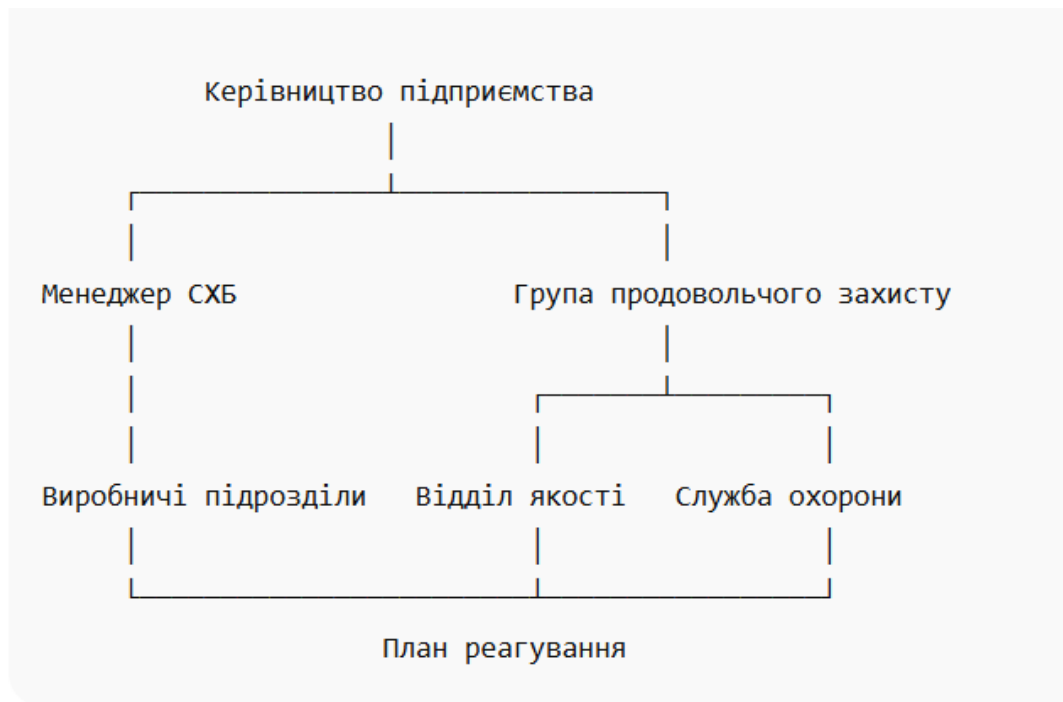 Керівництво підприємства
Менеджер СХБ Група продовольчого захисту
Виробничі підрозділи Відділ якості Служба охорони
План реагування